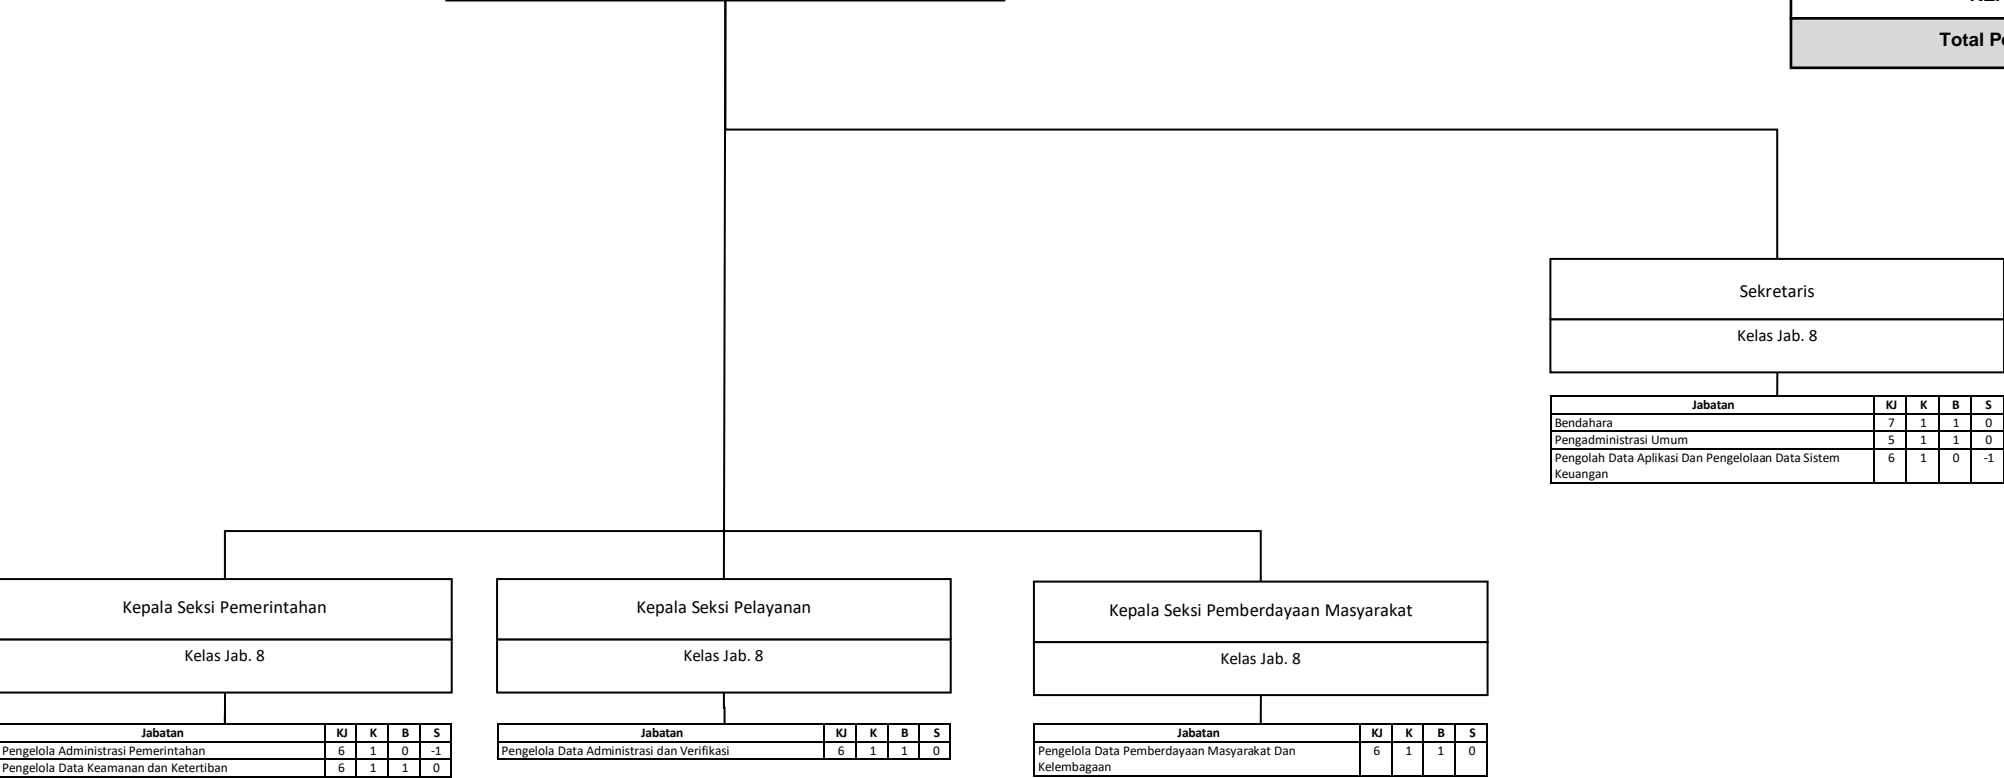 Total
Sekretaris
Kelas Jab. 8
Jabatan KJ K B S
Bendahara 7 1 1 0
Pengadministrasi Umum 5 1 1 0
Pengolah Data Aplikasi Dan Pengelolaan Data Sistem 6 1 0 -1
Keuangan
Kepala Seksi Pemerintahan
Kelas Jab. 8
Jabatan KJ K B S
Pengelola Administrasi Pemerintahan 6 1 0 -1
Pengelola Data Keamanan dan Ketertiban 6 1 1 0
Kepala Seksi Pelayanan
Kelas Jab. 8
Jabatan KJ K B S
Pengelola Data Administrasi dan Verifikasi 6 1 1 0
Kepala Seksi Pemberdayaan Masyarakat
Kelas Jab. 8
Jabatan KJ K B S
Pengelola Data Pemberdayaan Masyarakat Dan 6 1 1 0
Kelembagaan